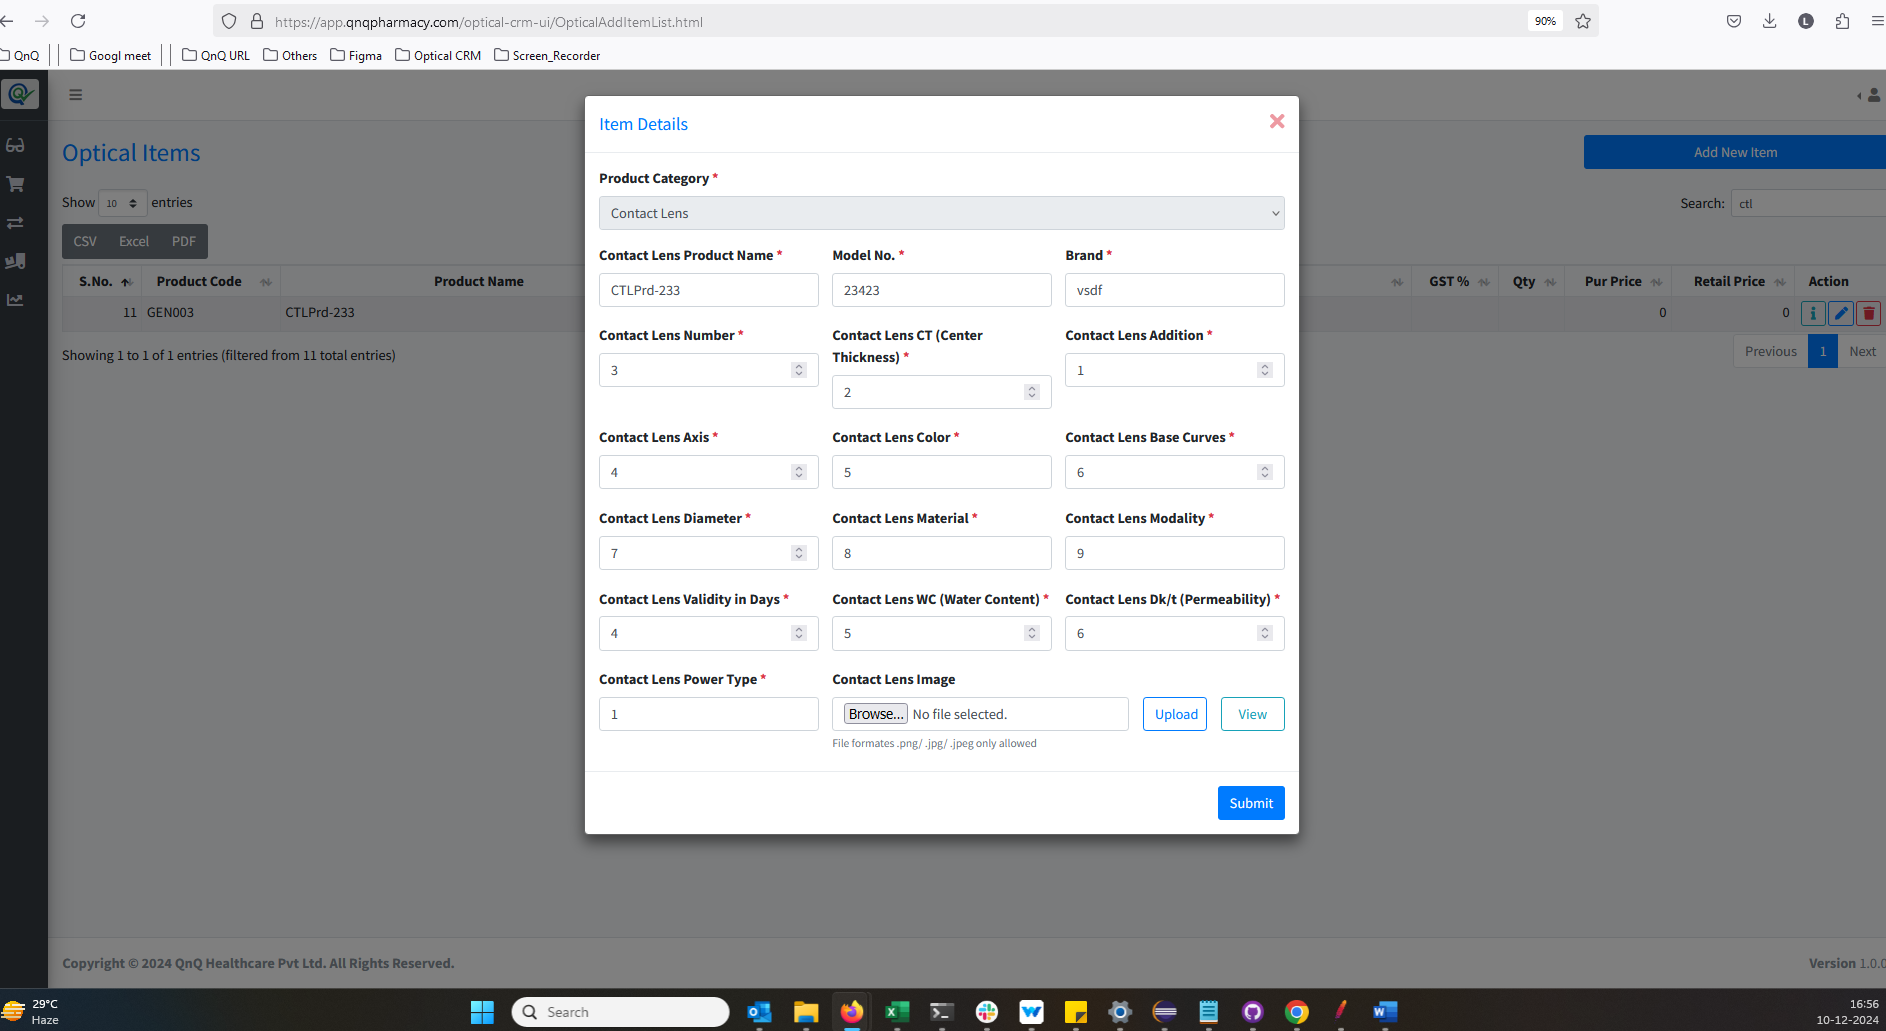 https://app.qnqpharmacy.com/optical-crm-ui/OpticalAddItemList.html
90%
L
QnQ
Googl meet
QnQ URL
Others
Figma
Optical CRM
Screen_Recorder
Optical Items
Add New Item
Show 10 entries
Search: ctl
CSV Excel PDF
S.No. Product Code Product Name GST % Qty Pur Price Retail Price Action
11 GEN003 CTLPrd-233 0 0
Showing 1 to 1 of 1 entries (filtered from 11 total entries)
Previous 1 Next
Item Details
Product Category *
Contact Lens
Contact Lens Product Name * Model No. * Brand *
CTLPrd-233 23423 vsdf
Contact Lens Number * Contact Lens CT (Center
Thickness) * Contact Lens Addition *
3 2 1
Contact Lens Axis * Contact Lens Color * Contact Lens Base Curves *
4 5 6
Contact Lens Diameter * Contact Lens Material * Contact Lens Modality *
7 8 9
Contact Lens Validity in Days * Contact Lens WC (Water Content) * Contact Lens Dk/t (Permeability) *
4 5 6
Contact Lens Power Type * Contact Lens Image
1 Browse... No file selected. Upload View
File formates .png/ .jpg/ .jpeg only allowed
Submit
Copyright © 2024 QnQ Healthcare Pvt Ltd. All Rights Reserved.
Version 1.0.0
29°C
Haze
Search
16:56
10-12-2024